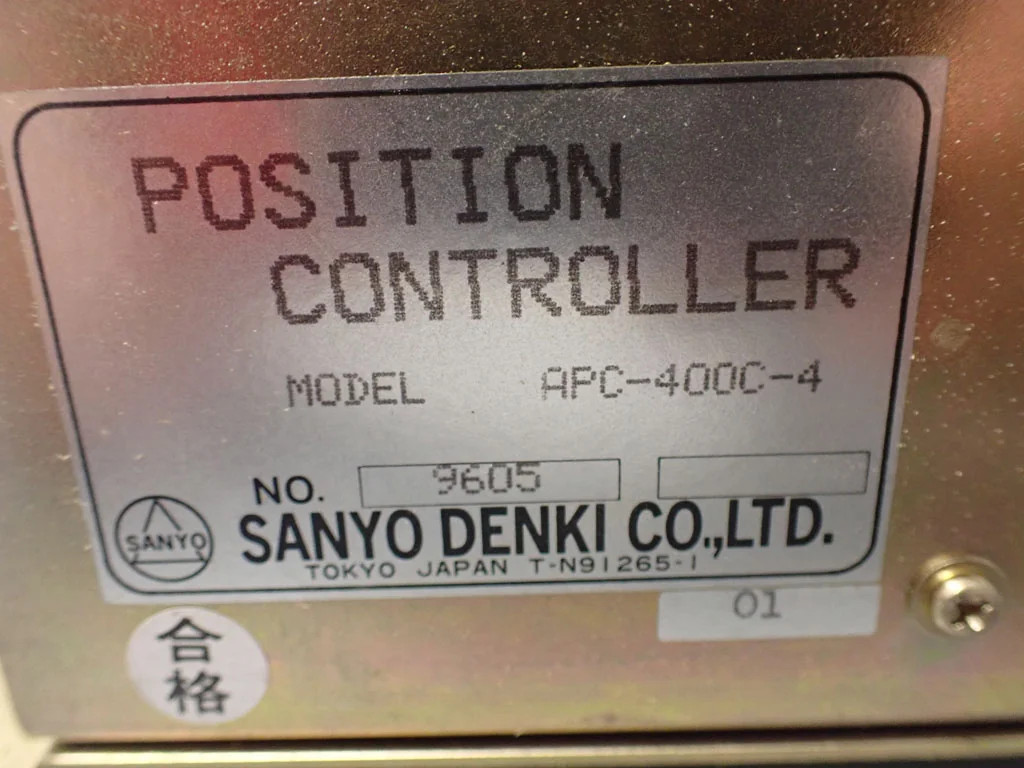 POSITION
CONTROLLER
MODEL APC-400C-4
NO. 9605
SANYO
SANYO DENKI CO.,LTD.
TOKYO JAPAN T-N91265-1
01
合格